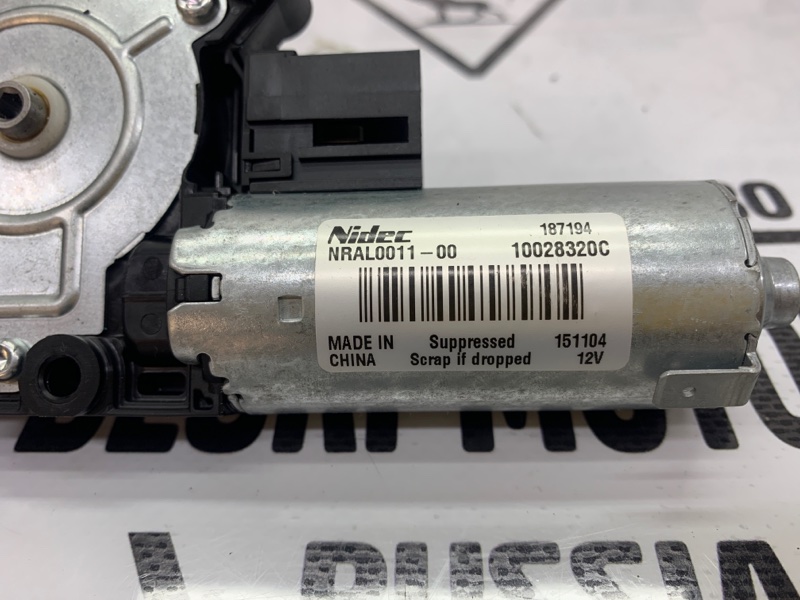 Nidec 187194
NRAL0011-00 10028320C
MADE IN Suppressed 151104
CHINA Scrap if dropped 12V